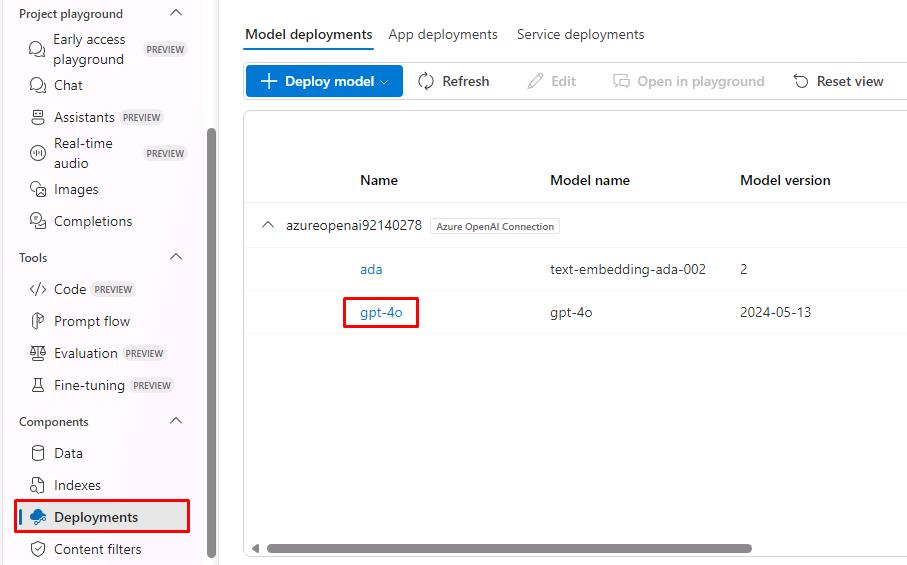 Project playground
Early access
playground PREVIEW
Chat
Assistants PREVIEW
Real-time
audio PREVIEW
Images
Completions
Tools
Code PREVIEW
Prompt flow
Evaluation PREVIEW
Fine-tuning PREVIEW
Components
Data
Indexes
Deployments
Content filters
Model deployments App deployments Service deployments
Deploy model Refresh Edit Open in playground Reset view
Name Model name Model version
azureopenai92140278 Azure OpenAI Connection
ada text-embedding-ada-002 2
gpt-4o gpt-4o 2024-05-13